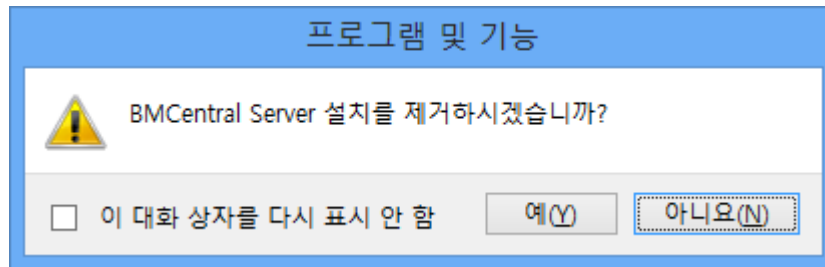 프로그램 및 기능
BMCentral Server 설치를 제거하시겠습니까?
이 대화 상자를 다시 표시 안 함 예(Y) 아니요(N)